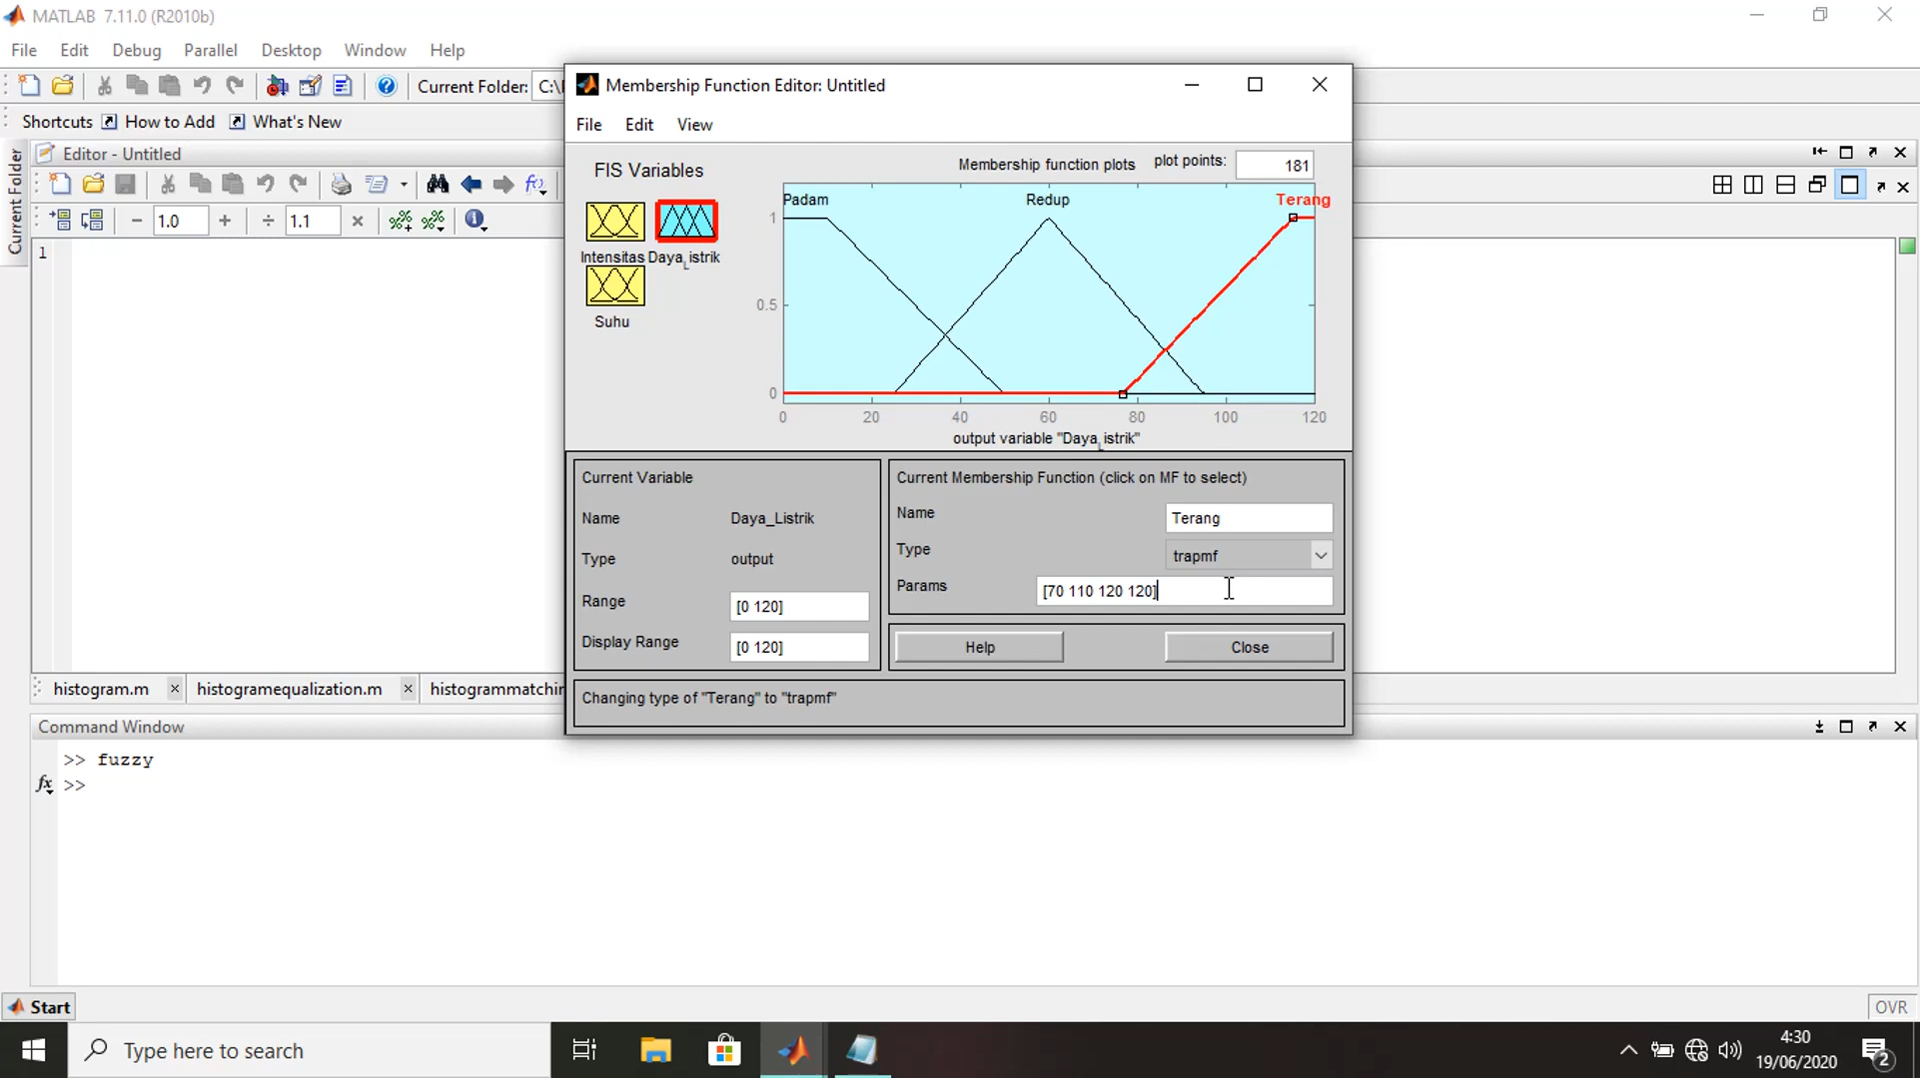 MATLAB 7.11.0 (R2010b)
File Edit Debug Parallel Desktop Window Help
Current Folder: C:\
Shortcuts How to Add What's New
Current Folder
Editor - Untitled
1.0 1.1
1
Membership Function Editor: Untitled
File Edit View
FIS Variables
Intensitas Daya_Listrik
Suhu
Membership function plots plot points: 181
Padam Redup Terang
1
0.5
0
0 20 40 60 80 100 120
output variable "Daya_Listrik"
Current Variable
Name Daya_Listrik
Type output
Range [0 120]
Display Range [0 120]
Current Membership Function (click on MF to select)
Name Terang
Type trapmf
Params [70 110 120 120]
Help Close
Changing type of "Terang" to "trapmf"
histogram.m histogramequalization.m histogrammatchin
Command Window
>> fuzzy
fx >>
Start OVR
Type here to search
4:30
19/06/2020
2